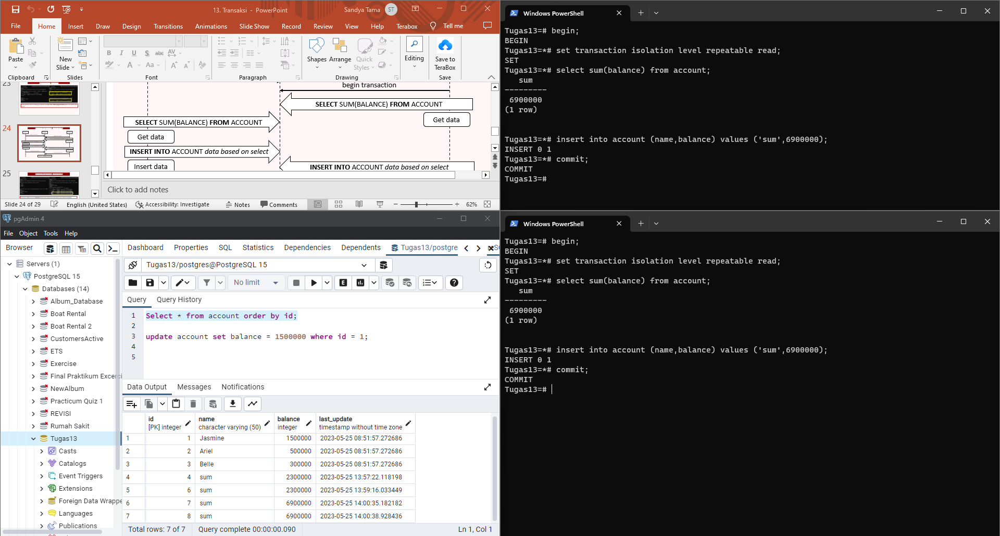 13. Transaksi - PowerPoint
Sandya Tama
ST
File Home Insert Draw Design Transitions Animations Slide Show Record Review View Help Terabox Tell me
Paste
New
Slide
Shapes Arrange Quick
Styles
Editing
Save to
TeraBox
Clipboard Slides Font Paragraph Drawing Save
23
24
25
begin transaction
SELECT SUM(BALANCE) FROM ACCOUNT
Get data
SELECT SUM(BALANCE) FROM ACCOUNT
Get data
INSERT INTO ACCOUNT data based on select
Insert data
INSERT INTO ACCOUNT data based on select
Click to add notes
Slide 24 of 29 English (United States) Accessibility: Investigate Notes Comments 62%
Windows PowerShell
Tugas13=# begin;
BEGIN
Tugas13=*# set transaction isolation level repeatable read;
SET
Tugas13=*# select sum(balance) from account;
sum
---------
6900000
(1 row)
Tugas13=*# insert into account (name,balance) values ('sum',6900000);
INSERT 0 1
Tugas13=*# commit;
COMMIT
Tugas13=#
pgAdmin 4
File Object Tools Help
Browser
Dashboard Properties SQL Statistics Dependencies Dependents Tugas13/postgre
Servers (1)
PostgreSQL 15
Databases (14)
Album_Database
Boat Rental
Boat Rental 2
CustomersActive
ETS
Exercise
Final Praktikum Excerci
NewAlbum
Practicum Quiz 1
REVISI
Rumah Sakit
Tugas13
Casts
Catalogs
Event Triggers
Extensions
Foreign Data Wrappe
Languages
Publications
Tugas13/postgres@PostgreSQL 15
No limit
Query Query History
1 Select * from account order by id;
2
3 update account set balance = 1500000 where id = 1;
4
5
Data Output Messages Notifications
id name balance last_update
[PK] integer character varying (50) integer timestamp without time zone
1 1 Jasmine 1500000 2023-05-25 08:51:57.272686
2 2 Ariel 500000 2023-05-25 08:51:57.272686
3 3 Belle 300000 2023-05-25 08:51:57.272686
4 4 sum 2300000 2023-05-25 13:57:22.118198
5 6 sum 2300000 2023-05-25 13:59:16.033449
6 7 sum 6900000 2023-05-25 14:00:35.182182
7 8 sum 6900000 2023-05-25 14:00:38.928436
Total rows: 7 of 7 Query complete 00:00:00.090 Ln 1, Col 1
Windows PowerShell
Tugas13=# begin;
BEGIN
Tugas13=*# set transaction isolation level repeatable read;
SET
Tugas13=*# select sum(balance) from account;
sum
---------
6900000
(1 row)
Tugas13=*# insert into account (name,balance) values ('sum',6900000);
INSERT 0 1
Tugas13=*# commit;
COMMIT
Tugas13=#